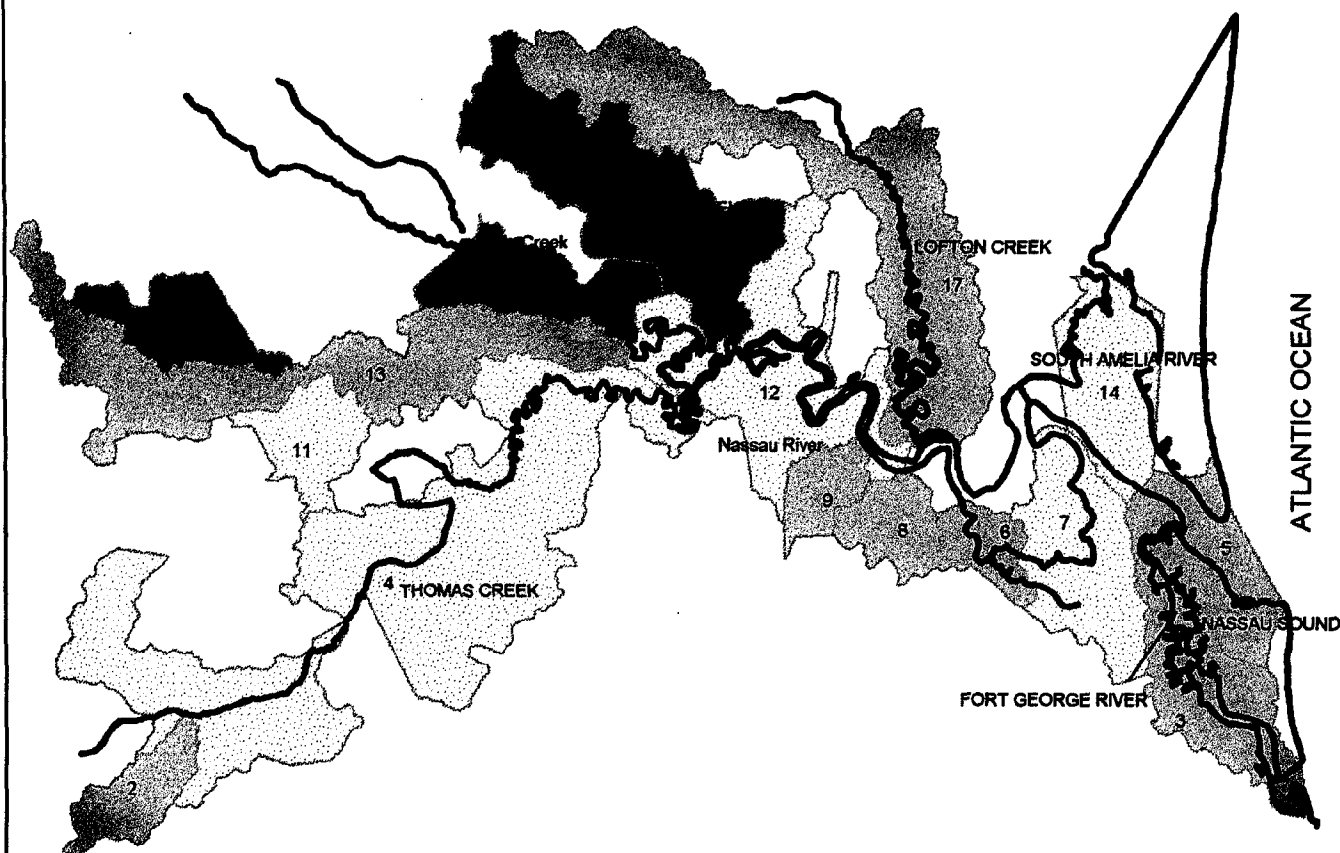 Creek
LOFTON CREEK
17
ATLANTIC OCEAN
SOUTH AMELIA RIVER
14
13
12
11
Nassau River
9
8
6
7
5
4
THOMAS CREEK
NASSAU SOUND
FORT GEORGE RIVER
3
2